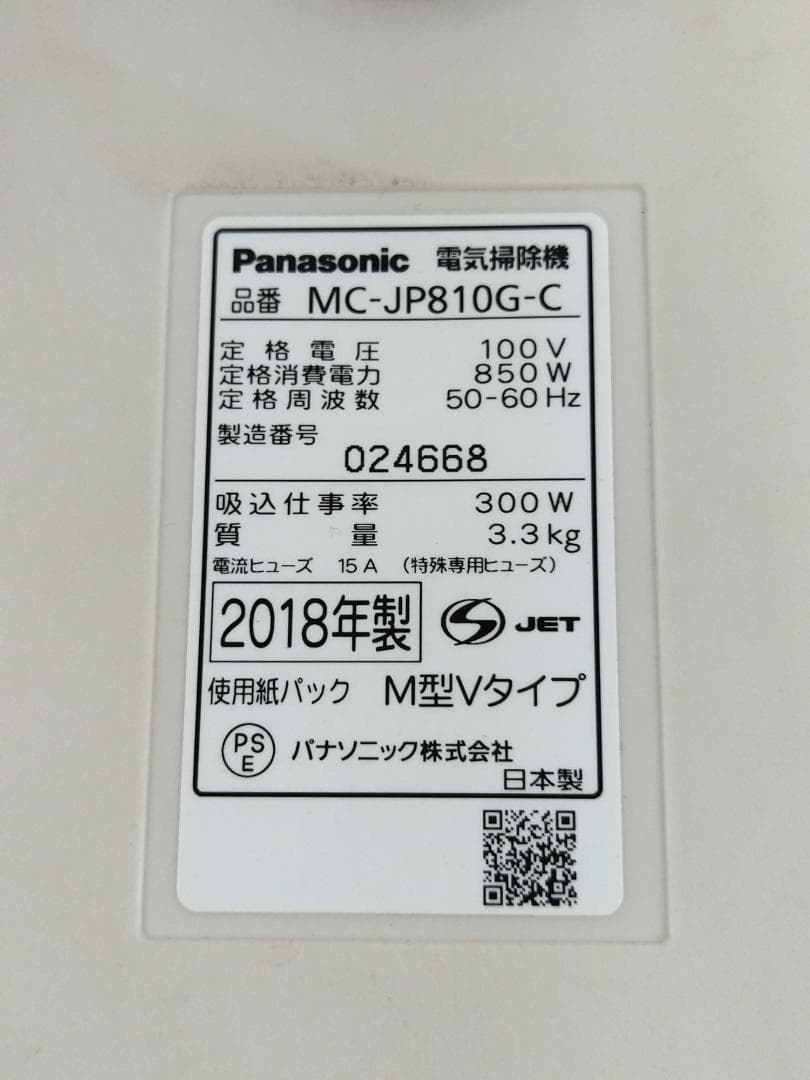 Panasonic 電気掃除機
品番 MC-JP810G-C
定格電圧 100V
定格消費電力 850W
定格周波数 50-60Hz
製造番号
024668
吸込仕事率 300W
質量 3.3kg
電流ヒューズ 15A (特殊専用ヒューズ)
2018年製 S JET
使用紙パック M型Vタイプ
PSE パナソニック株式会社
日本製